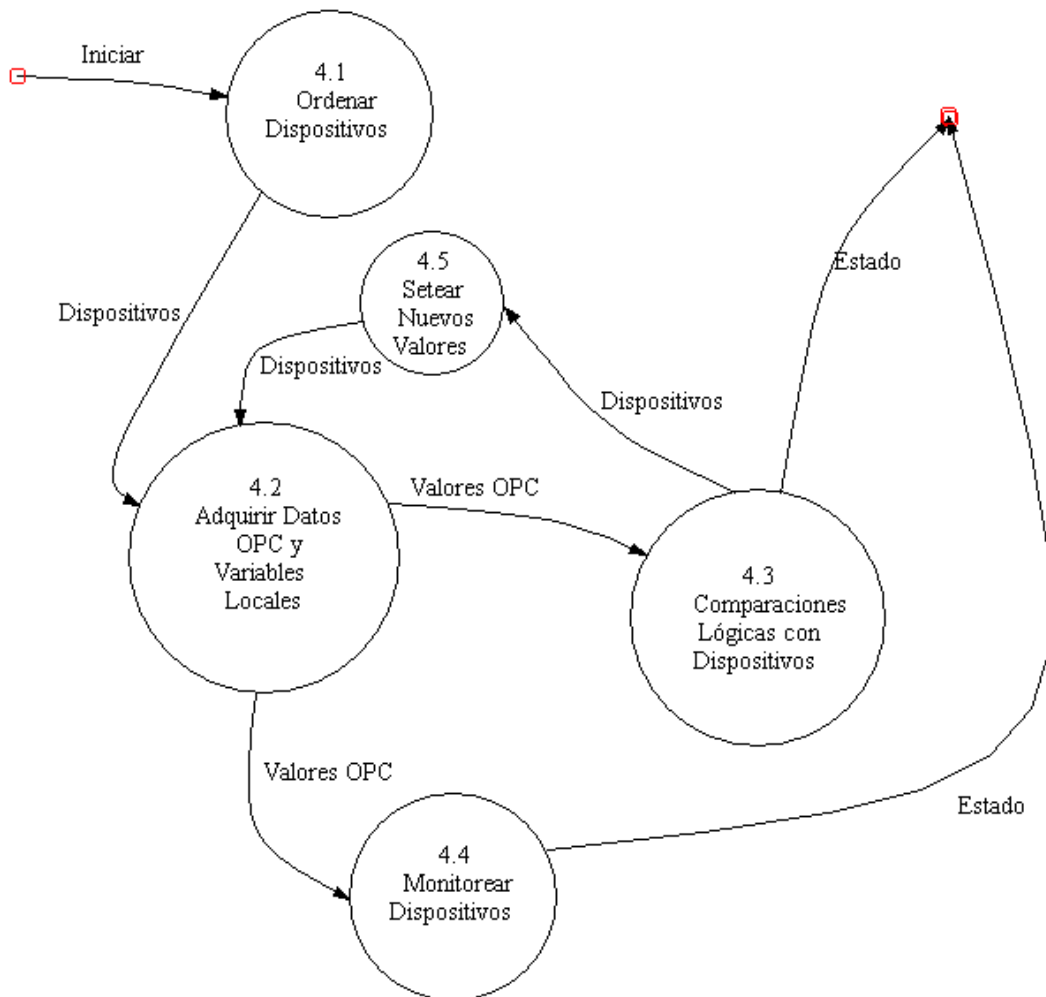 Iniciar
4.1
Ordenar
Dispositivos
Estado
4.5
Setear
Nuevos
Valores
Dispositivos
Dispositivos
Dispositivos
4.2
Adquirir Datos
OPC y
Variables
Locales
Valores OPC
4.3
Comparaciones
Lógicas con
Dispositivos
Valores OPC
Estado
4.4
Monitorear
Dispositivos